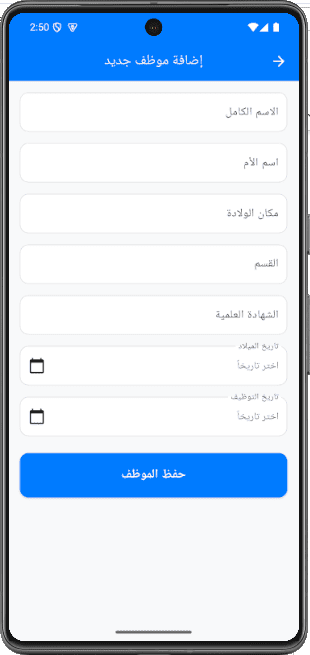 2:50
إضافة موظف جديد
الاسم الكامل
اسم الأم
مكان الولادة
القسم
الشهادة العلمية
تاريخ الميلاد
اختر تاريخاً
تاريخ التوظيف
اختر تاريخاً
حفظ الموظف